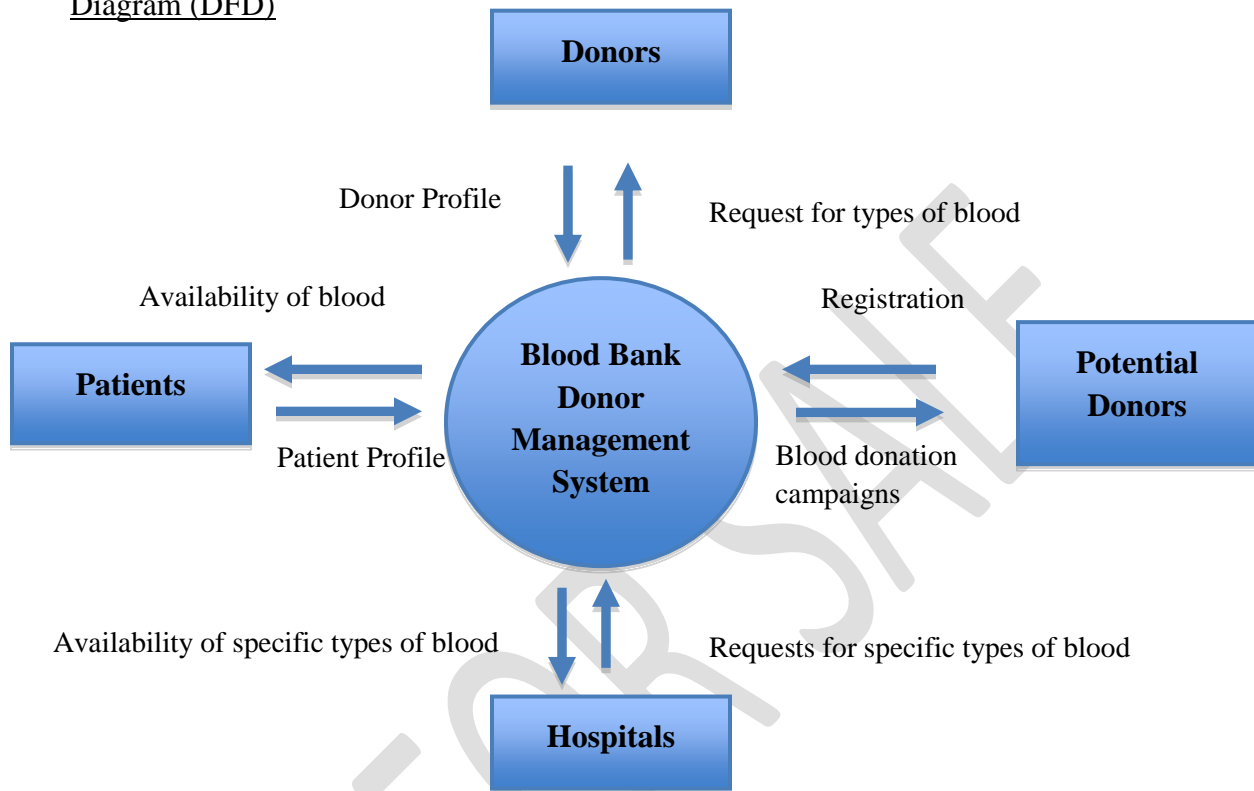 Diagram (DFD)
Donors
Donor Profile
Request for types of blood
Availability of blood
Registration
Patients
Blood Bank
Donor
Management
System
Potential
Donors
Patient Profile
Blood donation
campaigns
Availability of specific types of blood
Requests for specific types of blood
Hospitals
FOR SALE